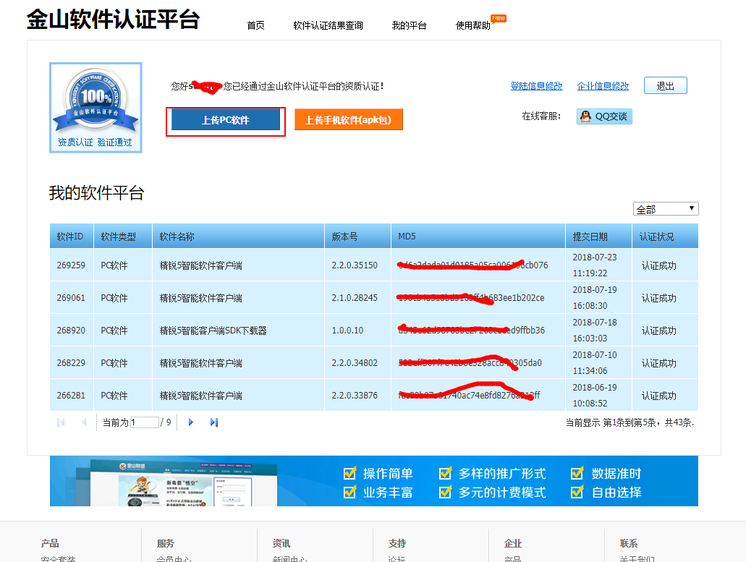 金山软件认证平台
首页 软件认证结果查询 我的平台 使用帮助
您好 您已经通过金山软件认证平台的资质认证!
登陆信息修改 企业信息修改 退出
100%
金山软件认证平台
资质认证 验证通过
上传PC软件 上传手机软件(apk包)
在线客服: QQ交谈
我的软件平台
全部
软件ID 软件类型 软件名称 版本号 MD5 提交日期 认证状况
269259 PC软件 精锐5智能软件客户端 2.2.0.35150 cb076 2018-07-23 11:19:22 认证成功
269061 PC软件 精锐5智能软件客户端 2.1.0.28245 683ee1b202ce 2018-07-19 16:08:30 认证成功
268920 PC软件 精锐5智能客户端SDK下载器 1.0.0.10 d9ffbb36 2018-07-18 16:03:03 认证成功
268229 PC软件 精锐5智能软件客户端 2.2.0.34802 305da0 2018-07-10 11:34:06 认证成功
266281 PC软件 精锐5智能软件客户端 2.2.0.33876 2018-06-19 10:08:52 认证成功
当前为 1 / 9 当前显示 第1条到第5条，共43条.
操作简单 多样的推广形式 数据准时
业务丰富 多元的计费模式 自由选择
产品 服务 资讯 支持 企业 联系
安全套装 会员中心 新闻中心 论坛 产品 关于我们